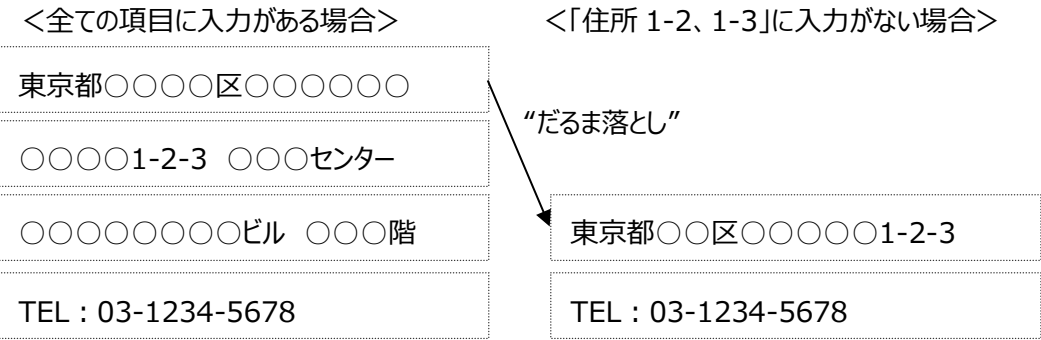 ＜全ての項目に入力がある場合＞
＜「住所 1-2、1-3」に入力がない場合＞
東京都○○○○区○○○○○○
“だるま落とし”
○○○○1-2-3　○○○センター
○○○○○○○○ビル　○○○階
東京都○○区○○○○○1-2-3
TEL：03-1234-5678
TEL：03-1234-5678